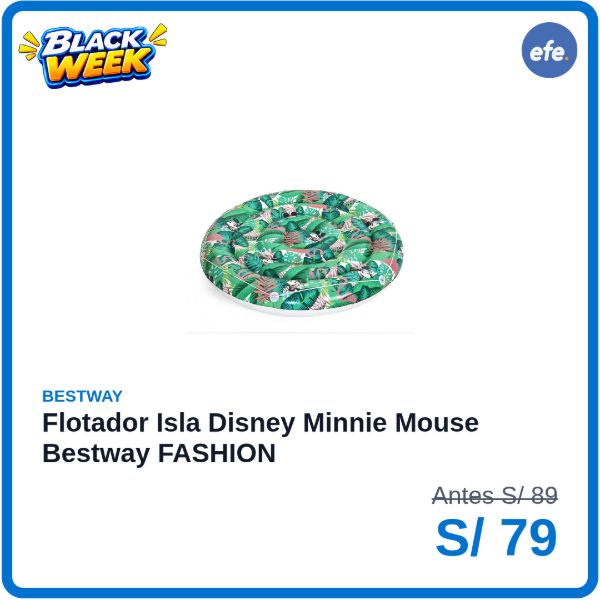 BLACK
WEEK
efe.
BESTWAY
Flotador Isla Disney Minnie Mouse
Bestway FASHION
Antes S/ 89
S/ 79